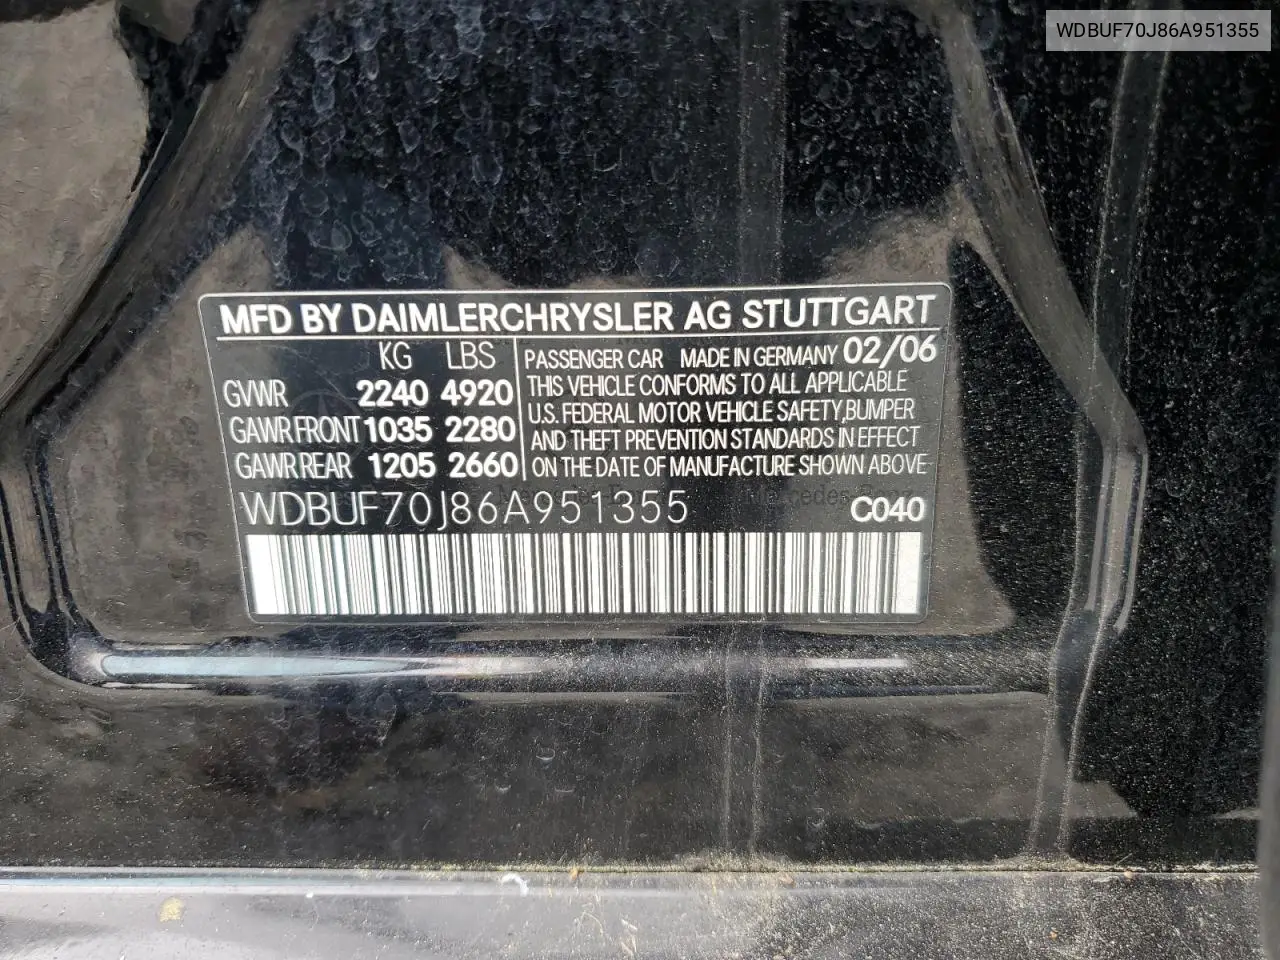 WDBUF70J86A951355
MFD BY DAIMLERCHRYSLER AG STUTTGART
KG LBS
GVWR 2240 4920
GAWR FRONT 1035 2280
GAWR REAR 1205 2660
PASSENGER CAR MADE IN GERMANY 02/06
THIS VEHICLE CONFORMS TO ALL APPLICABLE
U.S. FEDERAL MOTOR VEHICLE SAFETY, BUMPER
AND THEFT PREVENTION STANDARDS IN EFFECT
ON THE DATE OF MANUFACTURE SHOWN ABOVE
WDBUF70J86A951355 C040